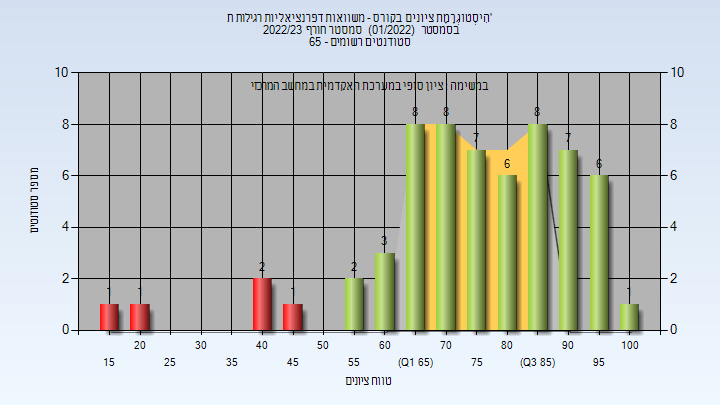 הִיסְטוֹגְרָמַת ציונים בקורס - משוואות דפרנציאליות רגילות ת'
בסמסטר (01/2022) סמסטר חורף 2022/23
סטודנטים רשומים - 65
במשימה ציון סופי במערכת האקדמית במחשב המרכזי
מספר סטודנטים
10 8 6 4 2 0
10 8 6 4 2 0
1 1 2 1 2 3 8 8 7 6 8 7 6 1
20 30 40 50 60 70 80 90 100
15 25 35 45 55 (Q1 65) 75 (Q3 85) 95
טווח ציונים